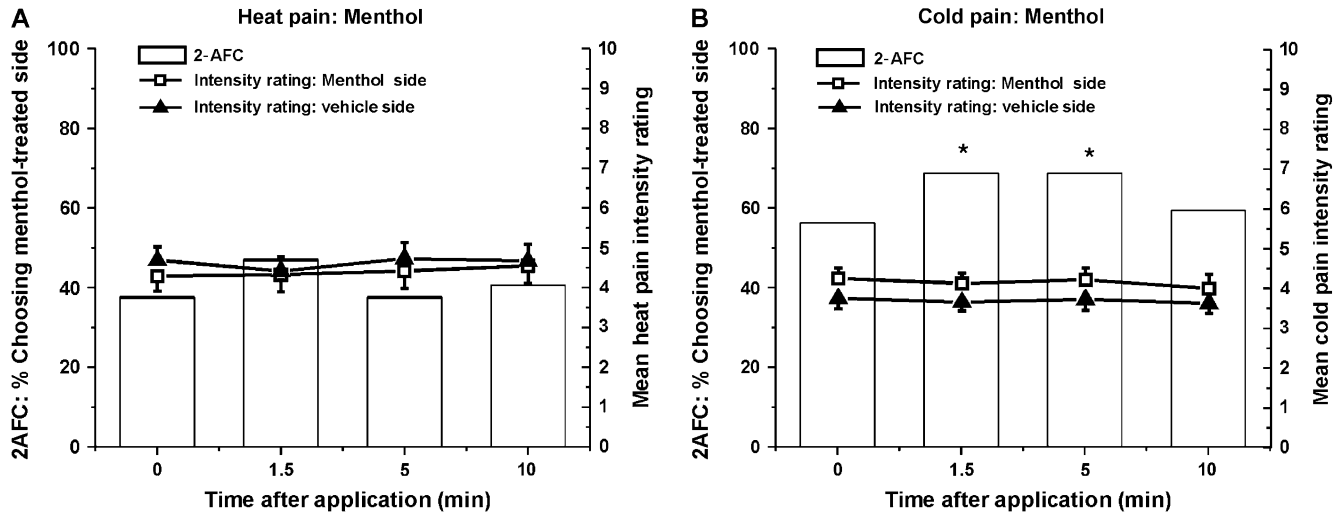 A
Heat pain: Menthol
2-AFC
Intensity rating: Menthol side
Intensity rating: vehicle side
2AFC: % Choosing menthol-treated side
100
80
60
40
20
0
Mean heat pain intensity rating
10
9
8
7
6
5
4
3
2
1
0
0 1.5 5 10
Time after application (min)
B
Cold pain: Menthol
2-AFC
Intensity rating: Menthol side
Intensity rating: vehicle side
* *
2AFC: % Choosing menthol-treated side
100
80
60
40
20
0
Mean cold pain intensity rating
10
9
8
7
6
5
4
3
2
1
0
0 1.5 5 10
Time after application (min)